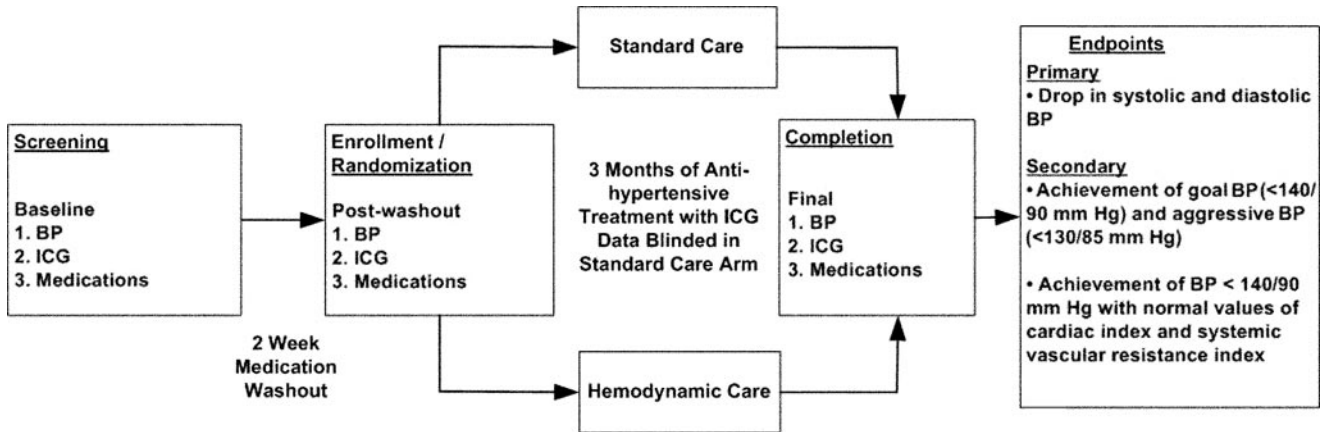 Screening
Baseline
1. BP
2. ICG
3. Medications
2 Week
Medication
Washout
Enrollment /
Randomization
Post-washout
1. BP
2. ICG
3. Medications
Standard Care
3 Months of Anti-
hypertensive
Treatment with ICG
Data Blinded in
Standard Care Arm
Hemodynamic Care
Completion
Final
1. BP
2. ICG
3. Medications
Endpoints
Primary
• Drop in systolic and diastolic
BP
Secondary
• Achievement of goal BP (<140/
90 mm Hg) and aggressive BP
(<130/85 mm Hg)
• Achievement of BP < 140/90
mm Hg with normal values of
cardiac index and systemic
vascular resistance index